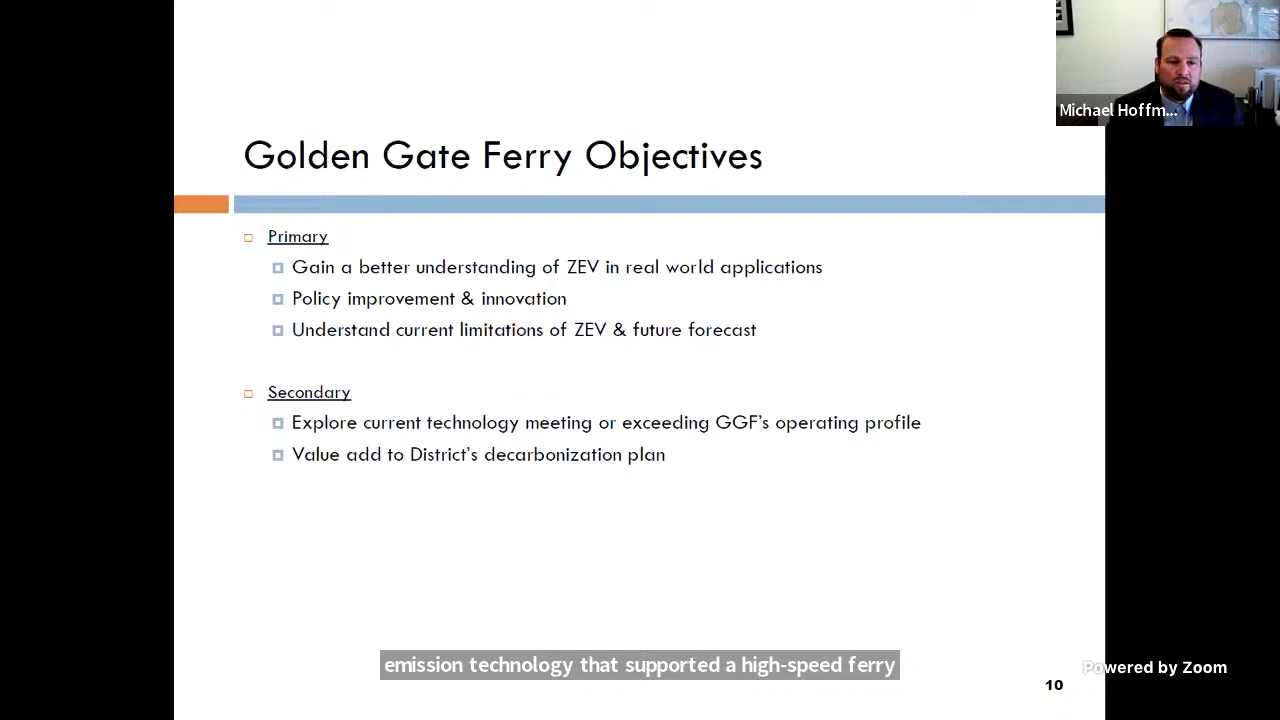 Michael Hoffm...
Golden Gate Ferry Objectives
Primary
Gain a better understanding of ZEV in real world applications
Policy improvement & innovation
Understand current limitations of ZEV & future forecast
Secondary
Explore current technology meeting or exceeding GGF's operating profile
Value add to District's decarbonization plan
emission technology that supported a high-speed ferry
Powered by Zoom
10